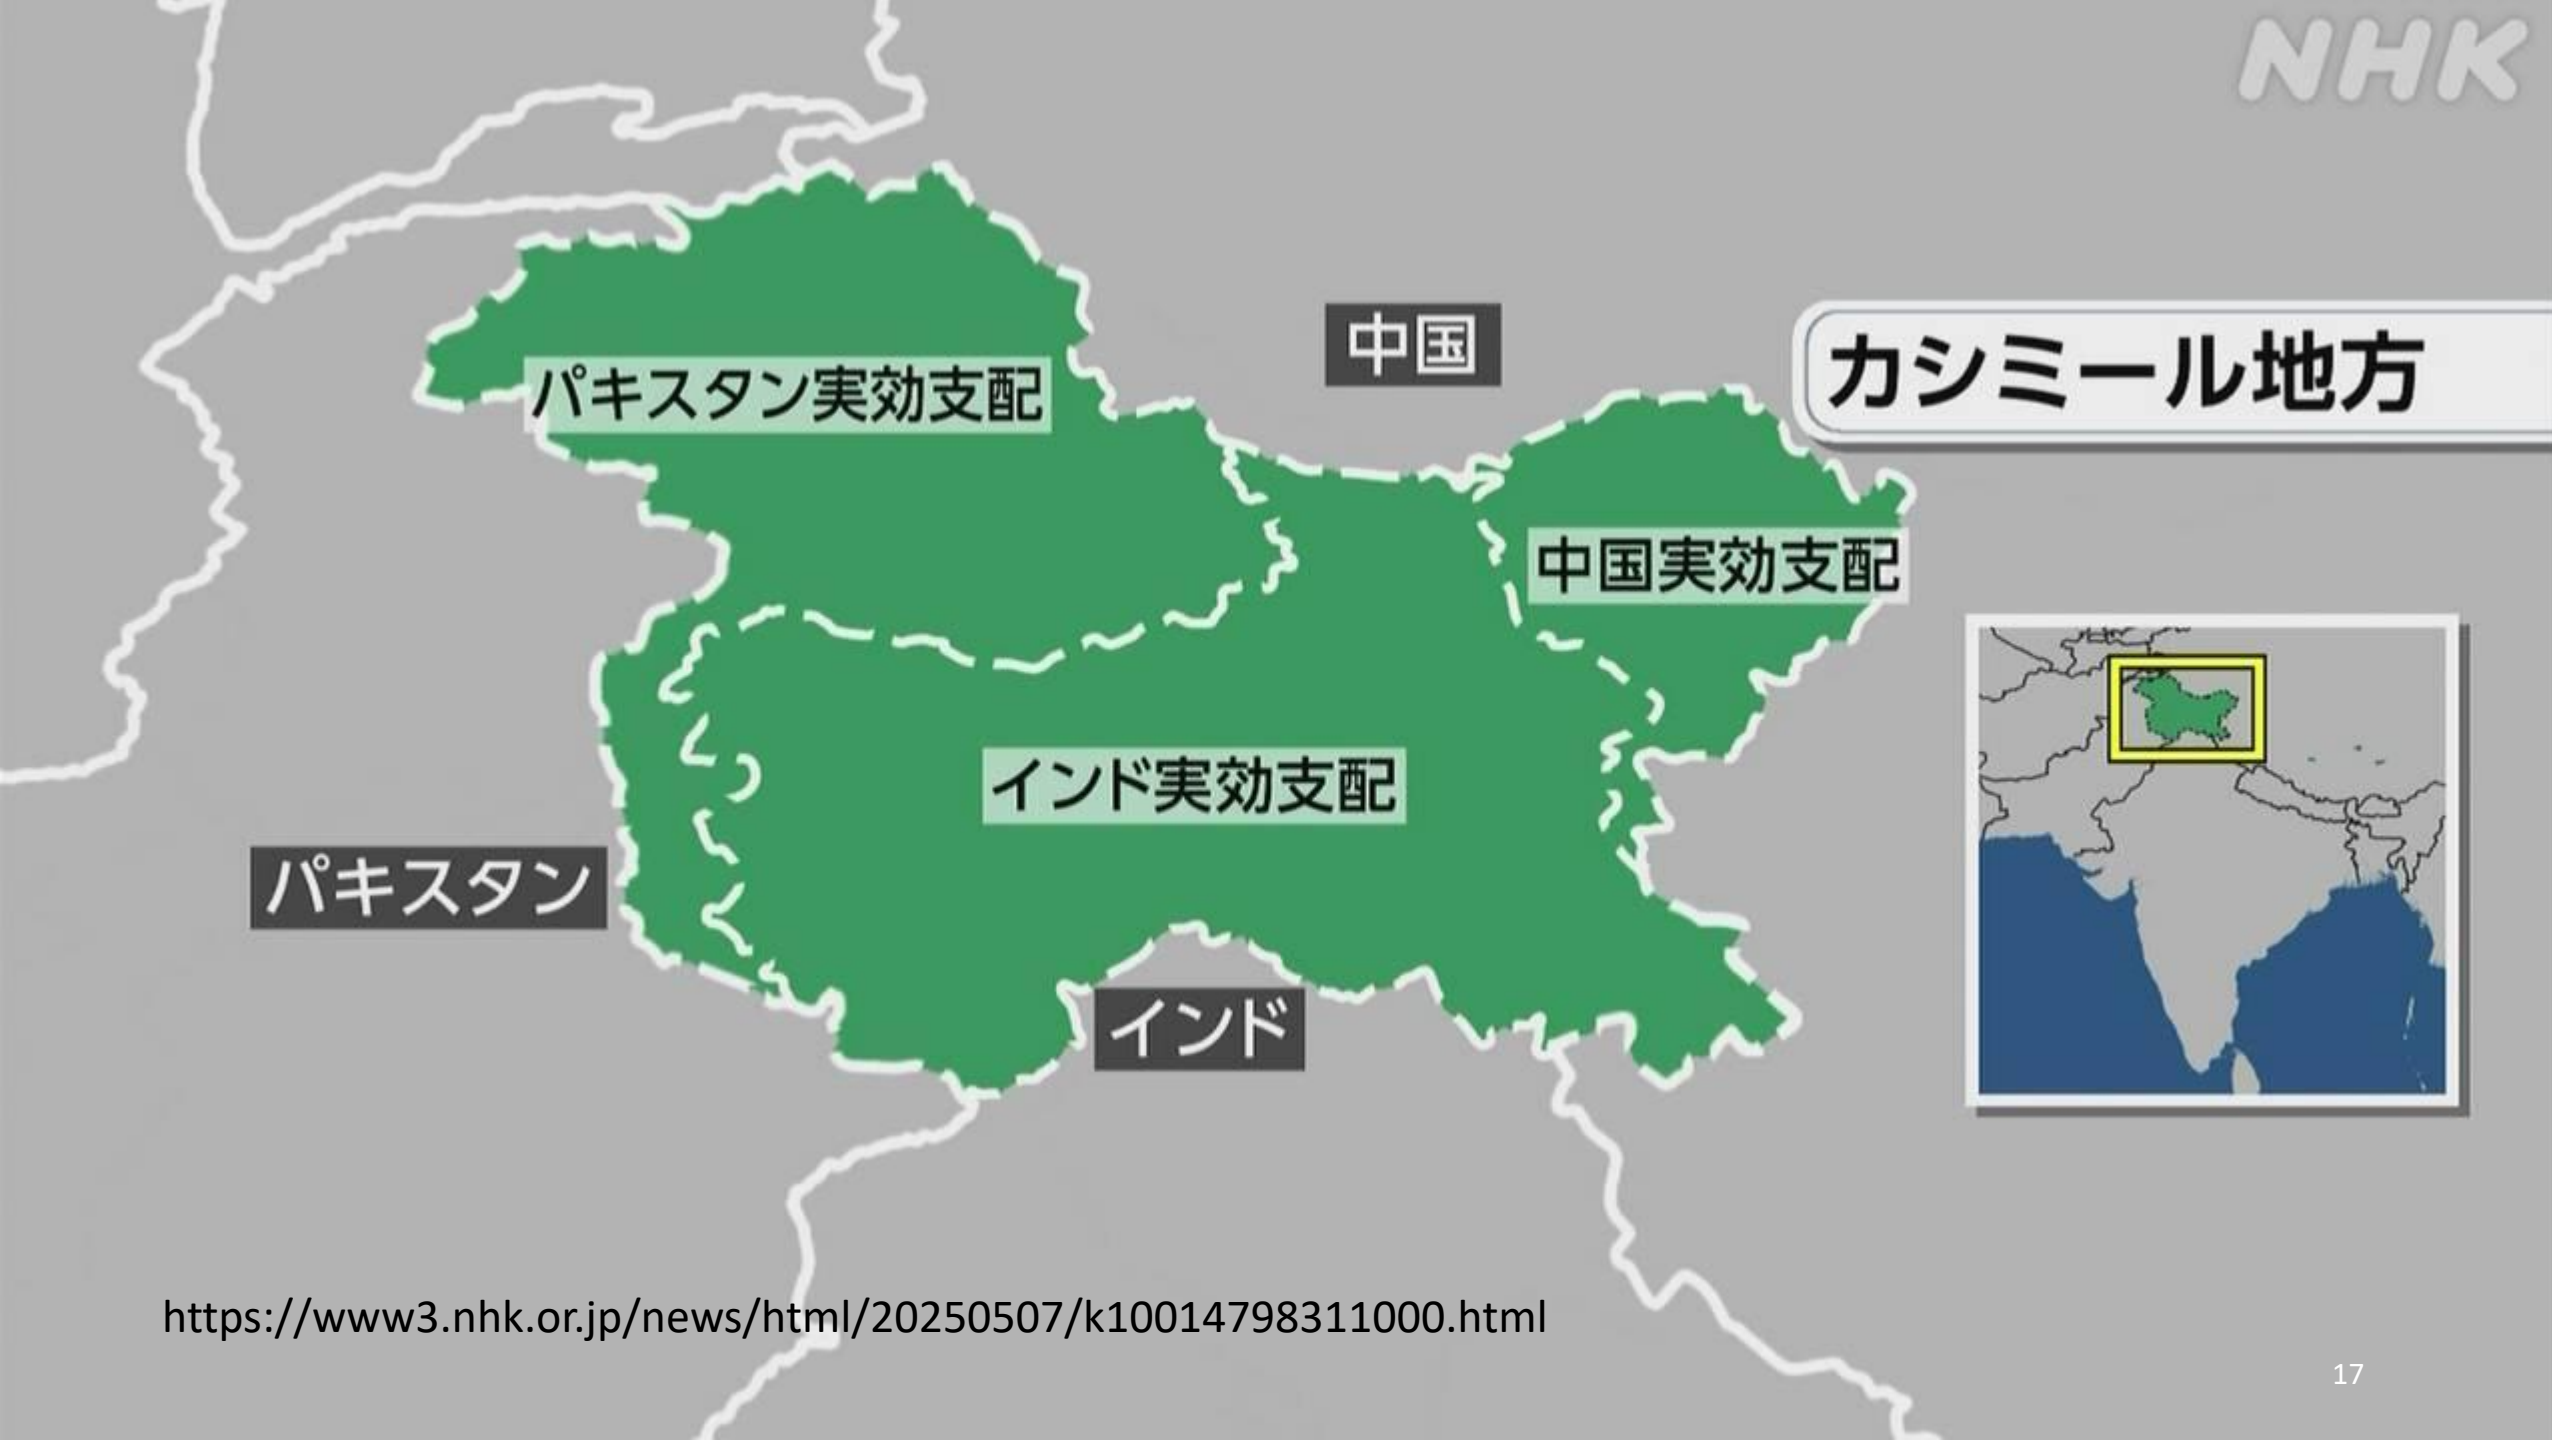 NHK
中国
カシミール地方
パキスタン実効支配
中国実効支配
インド実効支配
パキスタン
インド
https://www3.nhk.or.jp/news/html/20250507/k10014798311000.html
17